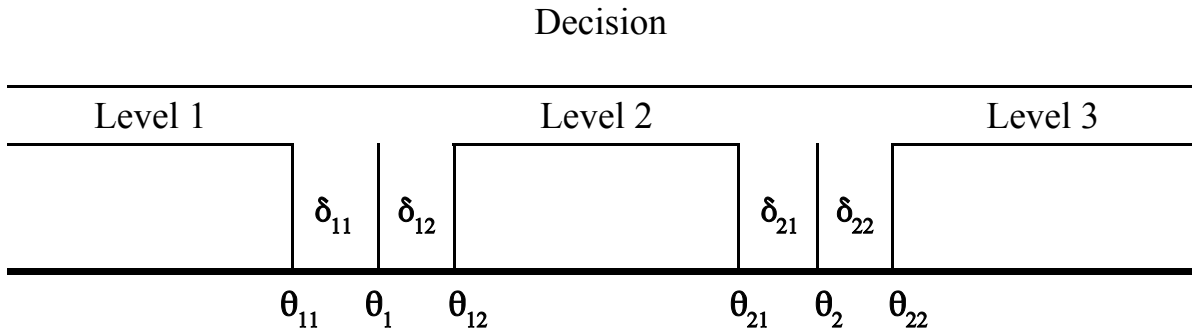 Decision
Level 1 Level 2 Level 3
δ₁₁ δ₁₂ δ₂₁ δ₂₂
θ₁₁ θ₁ θ₁₂ θ₂₁ θ₂ θ₂₂